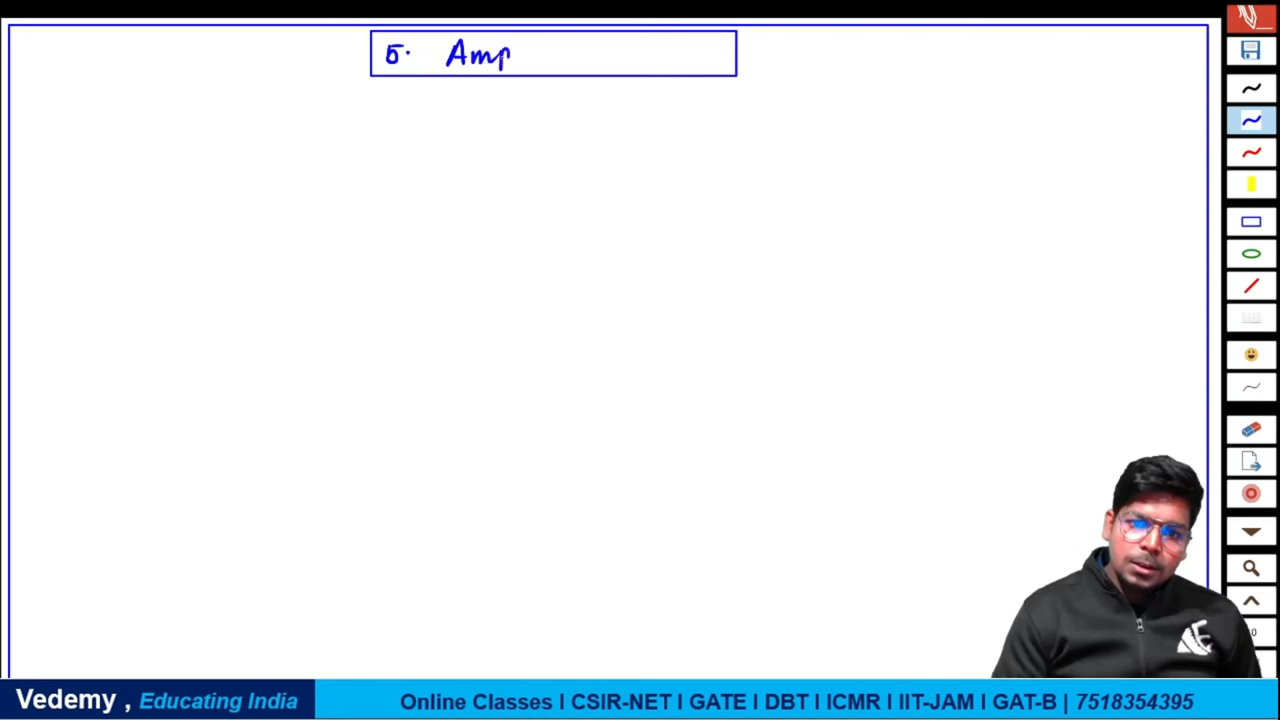 5. Amp
Vedemy , Educating India
Online Classes I CSIR-NET I GATE I DBT I ICMR I IIT-JAM I GAT-B | 7518354395